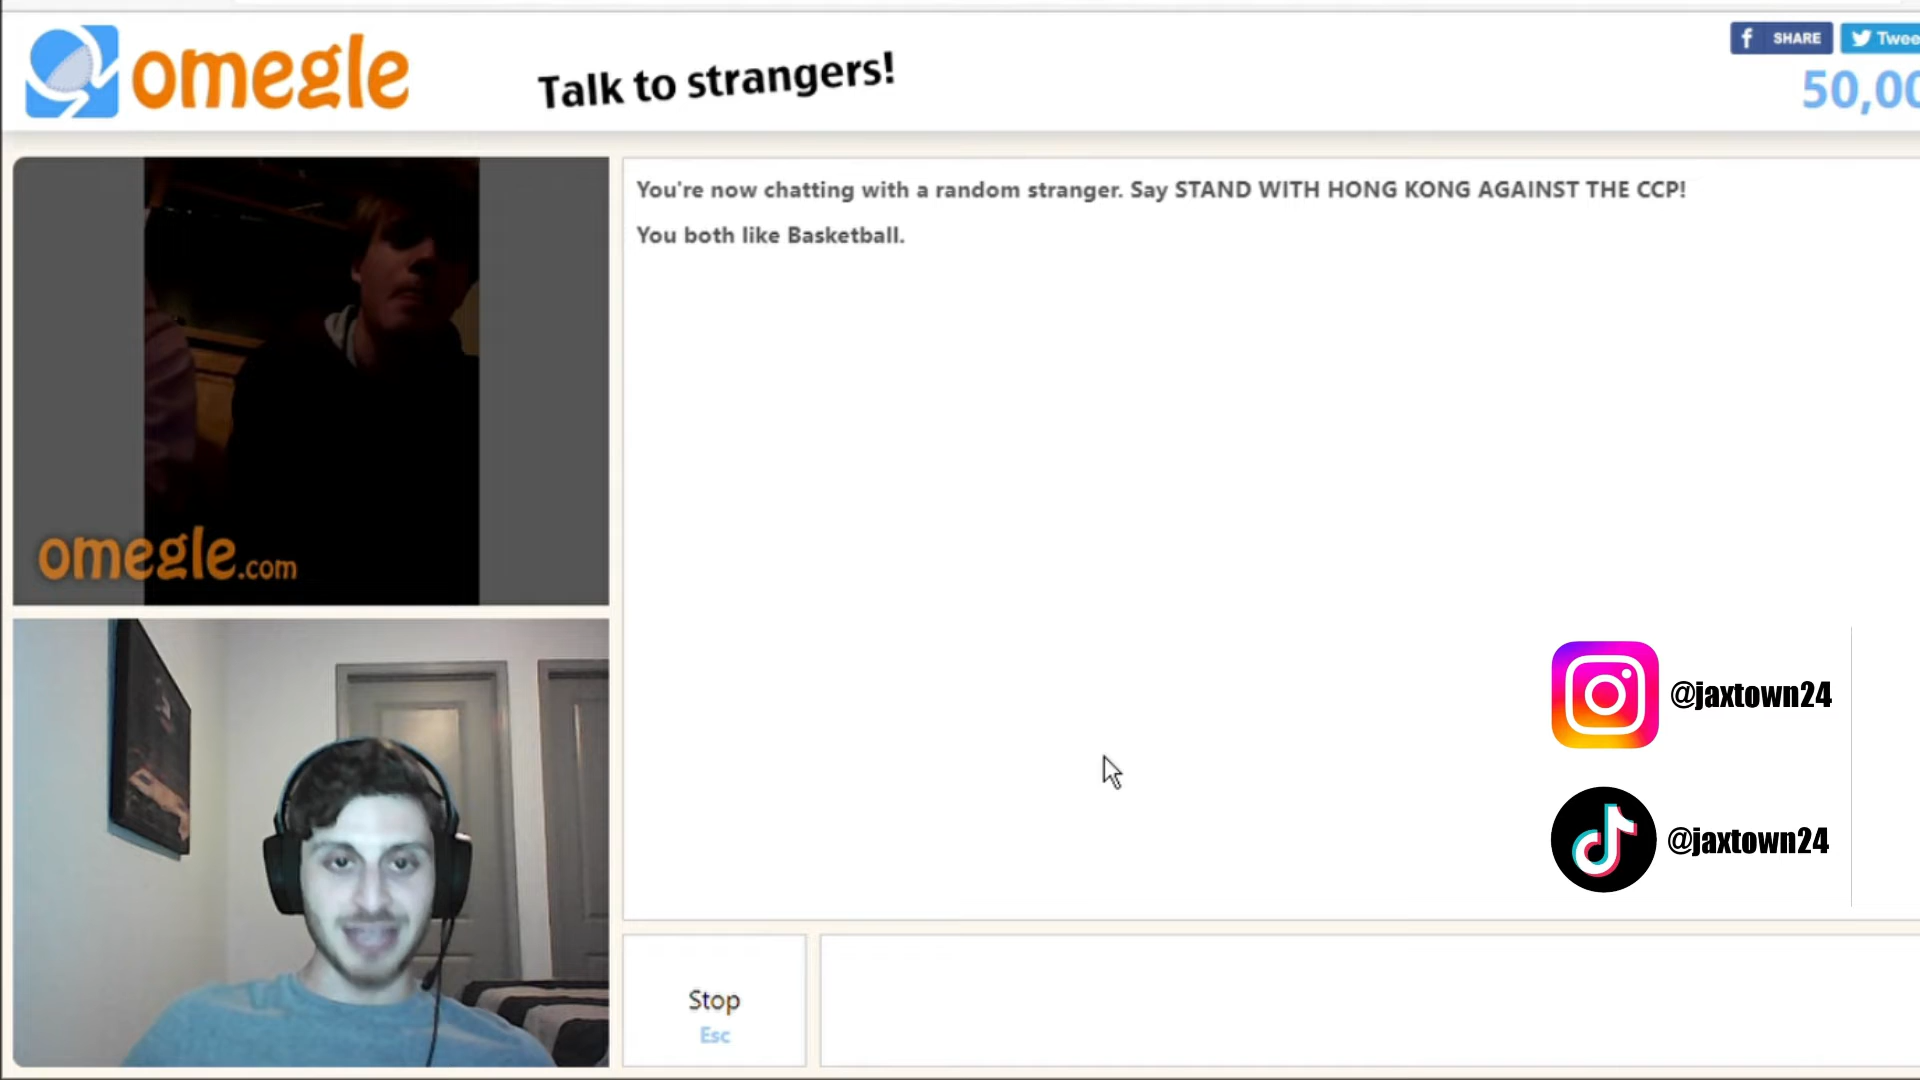 omegle
Talk to strangers!
f SHARE
Twee
50,00
You're now chatting with a random stranger. Say STAND WITH HONG KONG AGAINST THE CCP!
You both like Basketball.
omegle.com
@jaxtown24
@jaxtown24
Stop
Esc